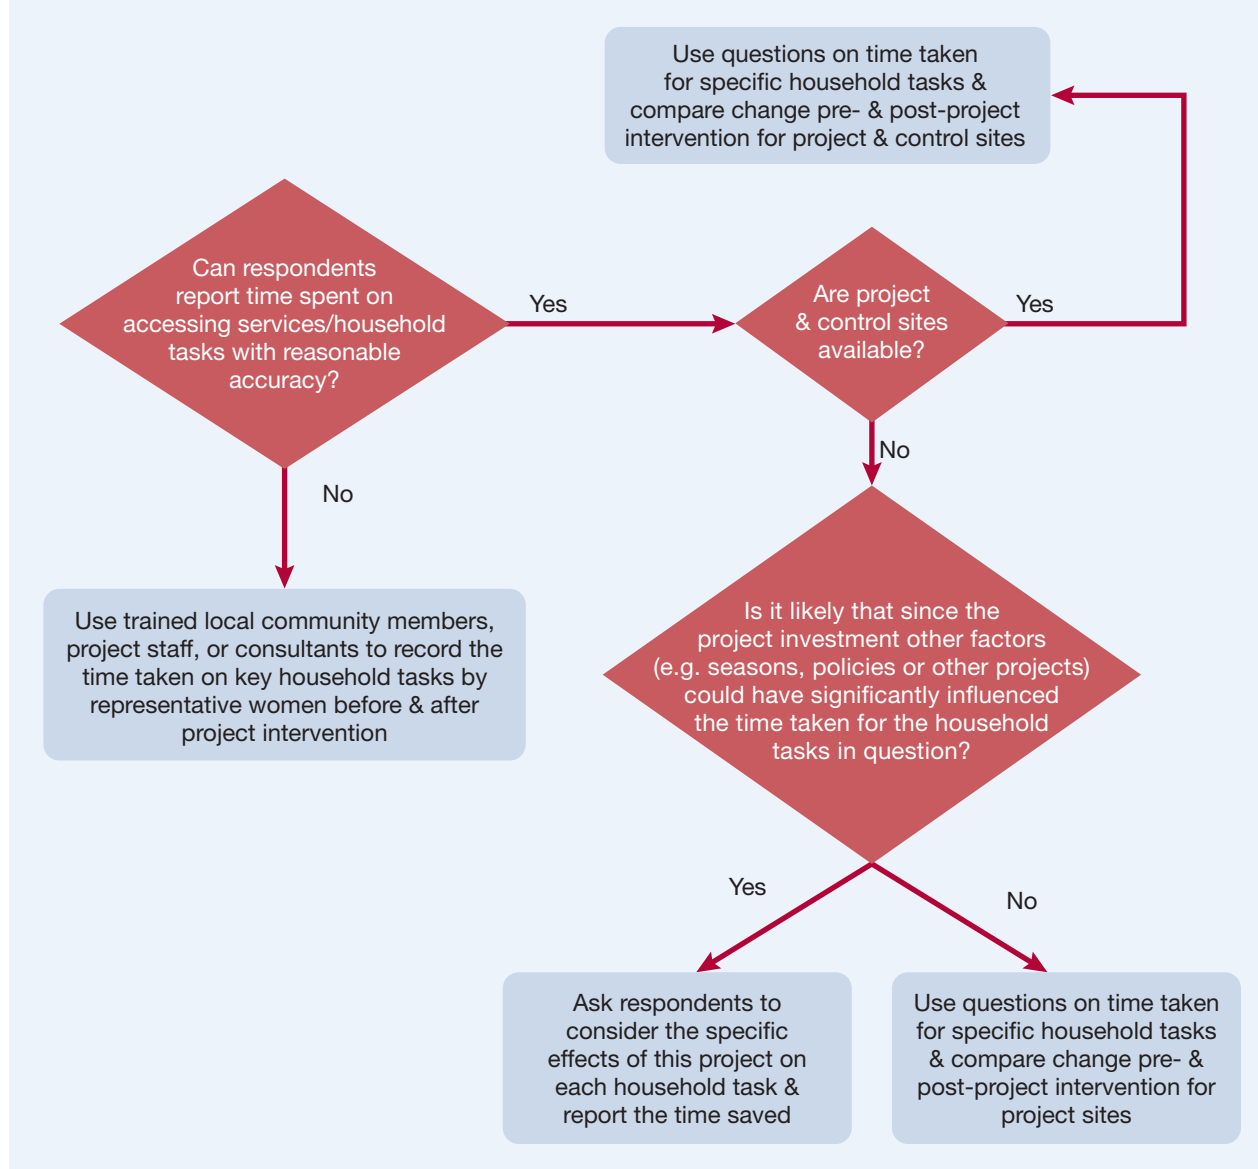 Use questions on time taken
for specific household tasks &
compare change pre- & post-project
intervention for project & control sites
Can respondents
report time spent on
accessing services/household
tasks with reasonable
accuracy?
Yes
Are project
& control sites
available?
Yes
No
No
Use trained local community members,
project staff, or consultants to record the
time taken on key household tasks by
representative women before & after
project intervention
Is it likely that since the
project investment other factors
(e.g. seasons, policies or other projects)
could have significantly influenced
the time taken for the household
tasks in question?
Yes
No
Ask respondents to
consider the specific
effects of this project on
each household task &
report the time saved
Use questions on time taken
for specific household tasks
& compare change pre- &
post-project intervention for
project sites